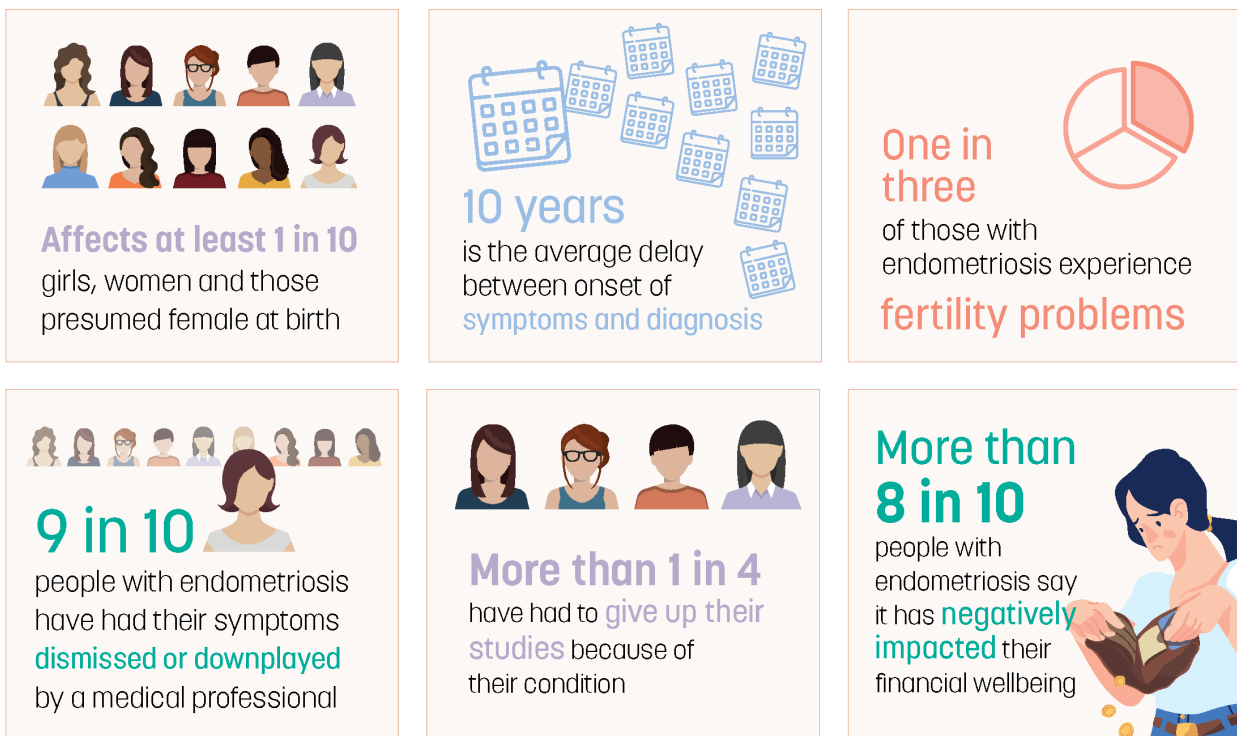 Affects at least 1 in 10
girls, women and those
presumed female at birth
10 years
is the average delay
between onset of
symptoms and diagnosis
One in
three
of those with
endometriosis experience
fertility problems
9 in 10
people with endometriosis
have had their symptoms
dismissed or downplayed
by a medical professional
More than 1 in 4
have had to give up their
studies because of
their condition
More than
8 in 10
people with
endometriosis say
it has negatively
impacted their
financial wellbeing